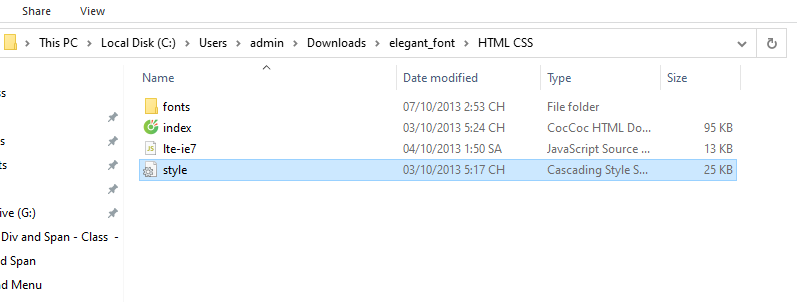 Share View
This PC Local Disk (C:) Users admin Downloads elegant_font HTML CSS
Name Date modified Type Size
fonts 07/10/2013 2:53 CH File folder
index 03/10/2013 5:24 CH CocCoc HTML Do... 95 KB
lte-ie7 04/10/2013 1:50 SA JavaScript Source ... 13 KB
style 03/10/2013 5:17 CH Cascading Style S... 25 KB
ive (G:)
Div and Span - Class -
d Span
d Menu